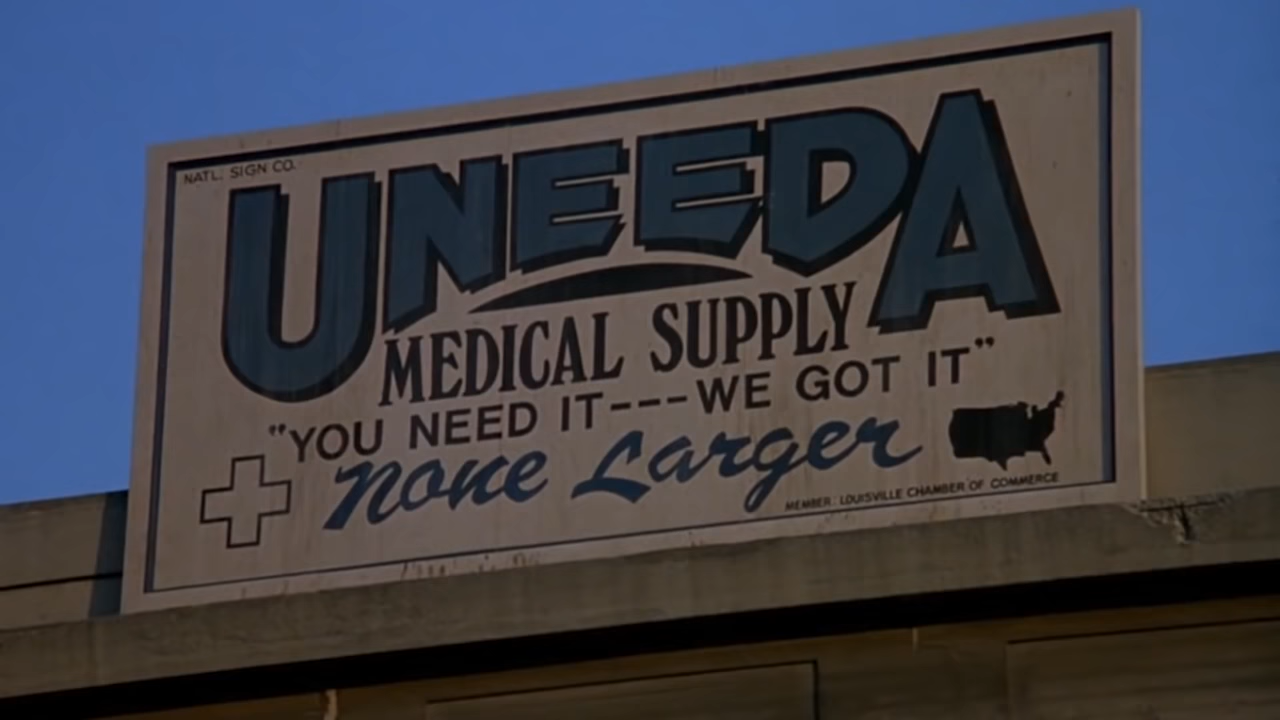 NATL. SIGN CO.
UNEEDA
MEDICAL SUPPLY
"YOU NEED IT---WE GOT IT"
None Larger
MEMBER: LOUISVILLE CHAMBER OF COMMERCE